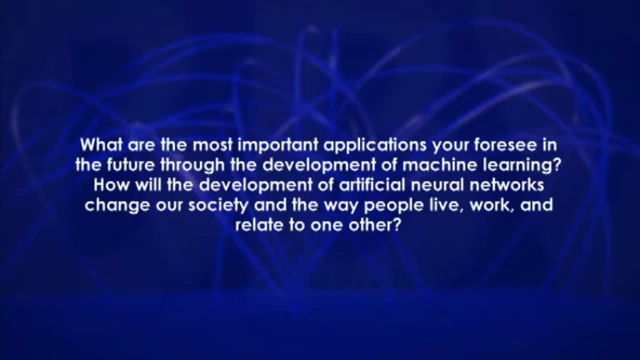 What are the most important applications your foresee in
the future through the development of machine learning?
How will the development of artificial neural networks
change our society and the way people live, work, and
relate to one other?